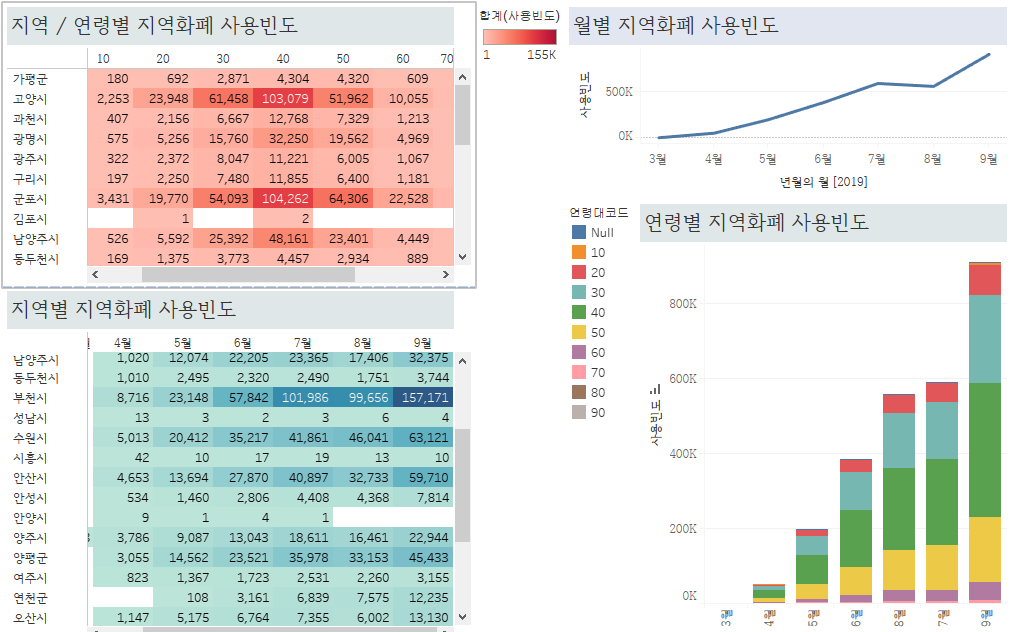 지역 / 연령별 지역화폐 사용빈도
10 20 30 40 50 60 70
가평군 180 692 2,871 4,304 4,320 609
고양시 2,253 23,948 61,458 103,079 51,962 10,055
과천시 407 2,156 6,667 12,768 7,329 1,213
광명시 575 5,256 15,760 32,250 19,562 4,969
광주시 322 2,372 8,047 11,221 6,005 1,067
구리시 197 2,250 7,480 11,855 6,400 1,181
군포시 3,431 19,770 54,093 104,262 64,306 22,528
김포시 1 2
남양주시 526 5,592 25,392 48,161 23,401 4,449
동두천시 169 1,375 3,773 4,457 2,934 889
합계(사용빈도)
1 155K
월별 지역화폐 사용빈도
사용빈도
500K
0K
3월 4월 5월 6월 7월 8월 9월
년월의 월 [2019]
지역별 지역화폐 사용빈도
4월 5월 6월 7월 8월 9월
남양주시 1,020 12,074 22,205 23,365 17,406 32,375
동두천시 1,010 2,495 2,320 2,490 1,751 3,744
부천시 8,716 23,148 57,842 101,986 99,656 157,171
성남시 13 3 2 3 6 4
수원시 5,013 20,412 35,217 41,861 46,041 63,121
시흥시 42 10 17 19 13 10
안산시 4,653 13,694 27,870 40,897 32,733 59,710
안성시 534 1,460 2,806 4,408 4,368 7,814
안양시 9 1 4 1
양주시 3,786 9,087 13,043 18,611 16,461 22,944
양평군 3,055 14,562 23,521 35,978 33,153 45,433
여주시 823 1,367 1,723 2,531 2,260 3,155
연천군 108 3,161 6,839 7,575 12,235
오산시 1,147 5,175 6,764 7,355 6,002 13,130
연령대코드
Null
10
20
30
40
50
60
70
80
90
연령별 지역화폐 사용빈도
사용빈도
800K
600K
400K
200K
0K
3월 4월 5월 6월 8월 7월 9월